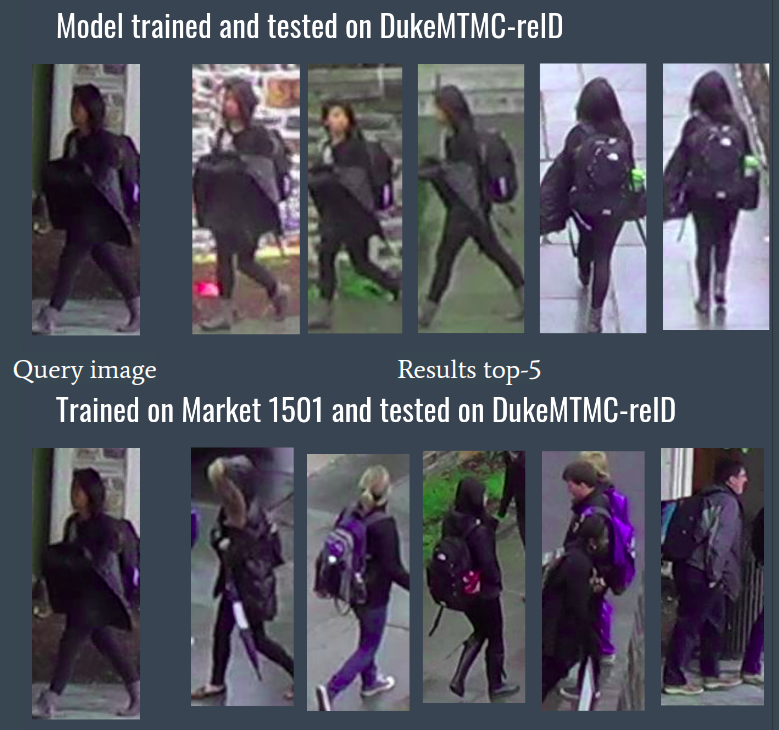 Model trained and tested on DukeMTMC-reID
Query image
Results top-5
Trained on Market 1501 and tested on DukeMTMC-reID